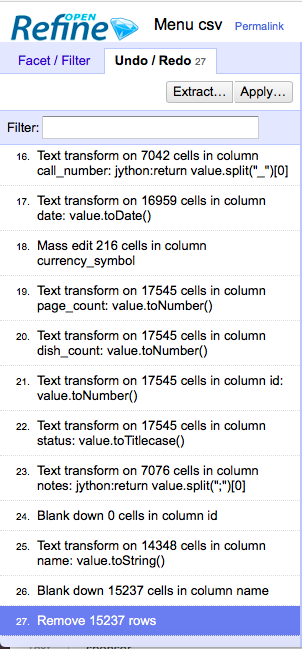 OPEN
Refine Menu csv Permalink
Facet / Filter Undo / Redo 27
Extract... Apply...
Filter:
16. Text transform on 7042 cells in column
call_number: jython:return value.split("_")[0]
17. Text transform on 16959 cells in column
date: value.toDate()
18. Mass edit 216 cells in column
currency_symbol
19. Text transform on 17545 cells in column
page_count: value.toNumber()
20. Text transform on 17545 cells in column
dish_count: value.toNumber()
21. Text transform on 17545 cells in column id:
value.toNumber()
22. Text transform on 17545 cells in column
status: value.toTitlecase()
23. Text transform on 7076 cells in column
notes: jython:return value.split(";")[0]
24. Blank down 0 cells in column id
25. Text transform on 14348 cells in column
name: value.toString()
26. Blank down 15237 cells in column name
27. Remove 15237 rows